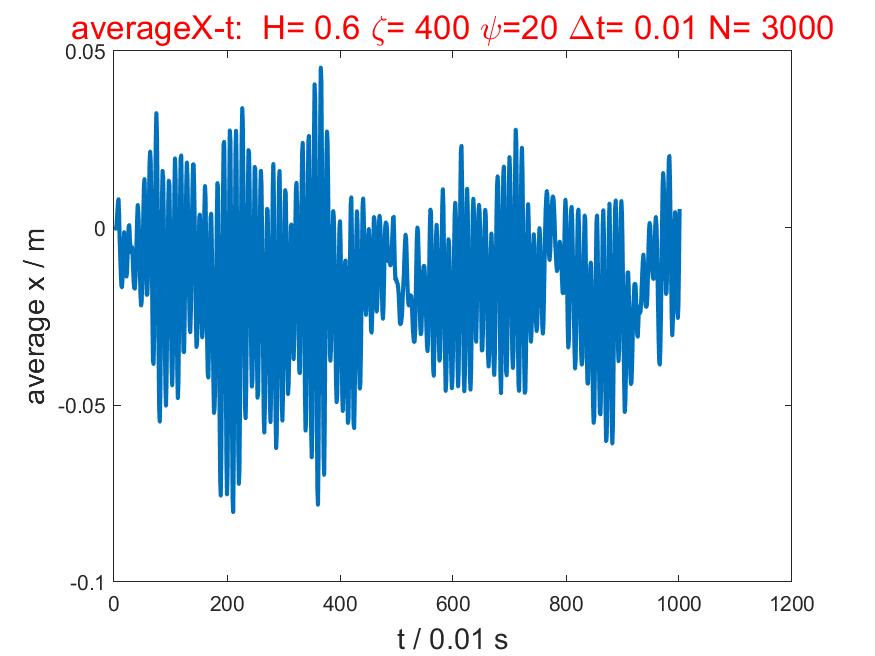 averageX-t: H= 0.6 ζ= 400 ψ=20 Δt= 0.01 N= 3000
0.05
0
-0.05
-0.1
average x / m
0 200 400 600 800 1000 1200
t / 0.01 s